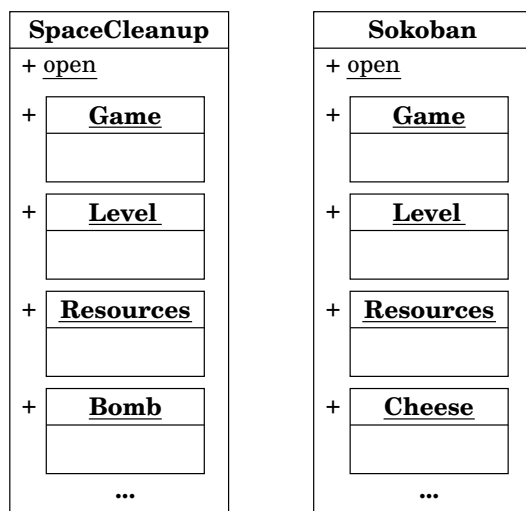 SpaceCleanup
+ open
+ Game
+ Level
+ Resources
+ Bomb
...
Sokoban
+ open
+ Game
+ Level
+ Resources
+ Cheese
...